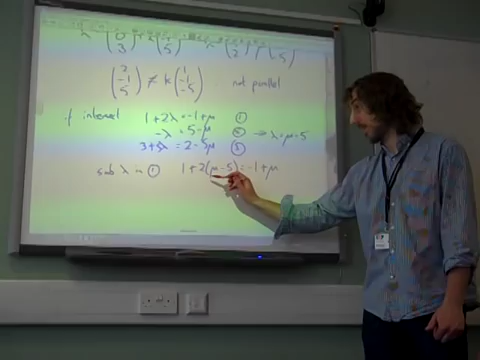 (2 -1 5) ≠ k(1 -1 -5) not parallel
if intersect 1+2λ=-1+μ ①
-λ = 5-μ ② ⇒ λ=μ-5
3+5λ = 2-5μ ③
sub λ in ① 1+2(μ-5)=-1+μ